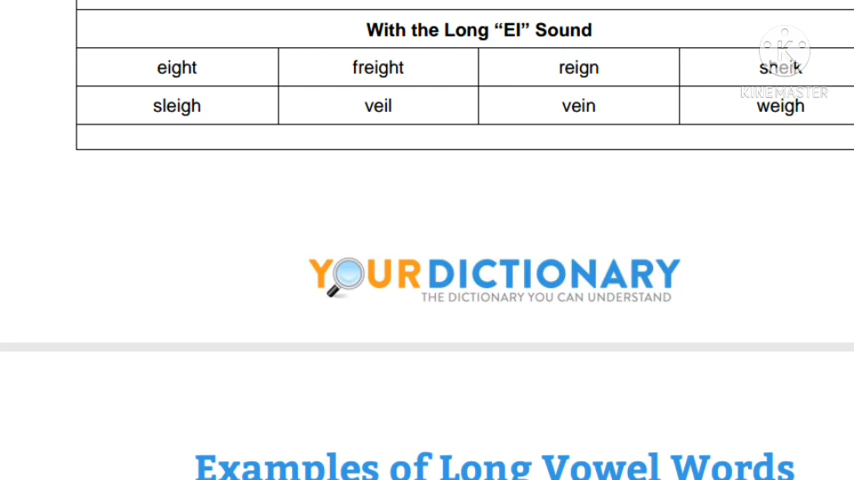 With the Long “EI” Sound
eight freight reign sheik
sleigh veil vein weigh
KINEMASTER
YOURDICTIONARY
THE DICTIONARY YOU CAN UNDERSTAND
Examples of Long Vowel Words